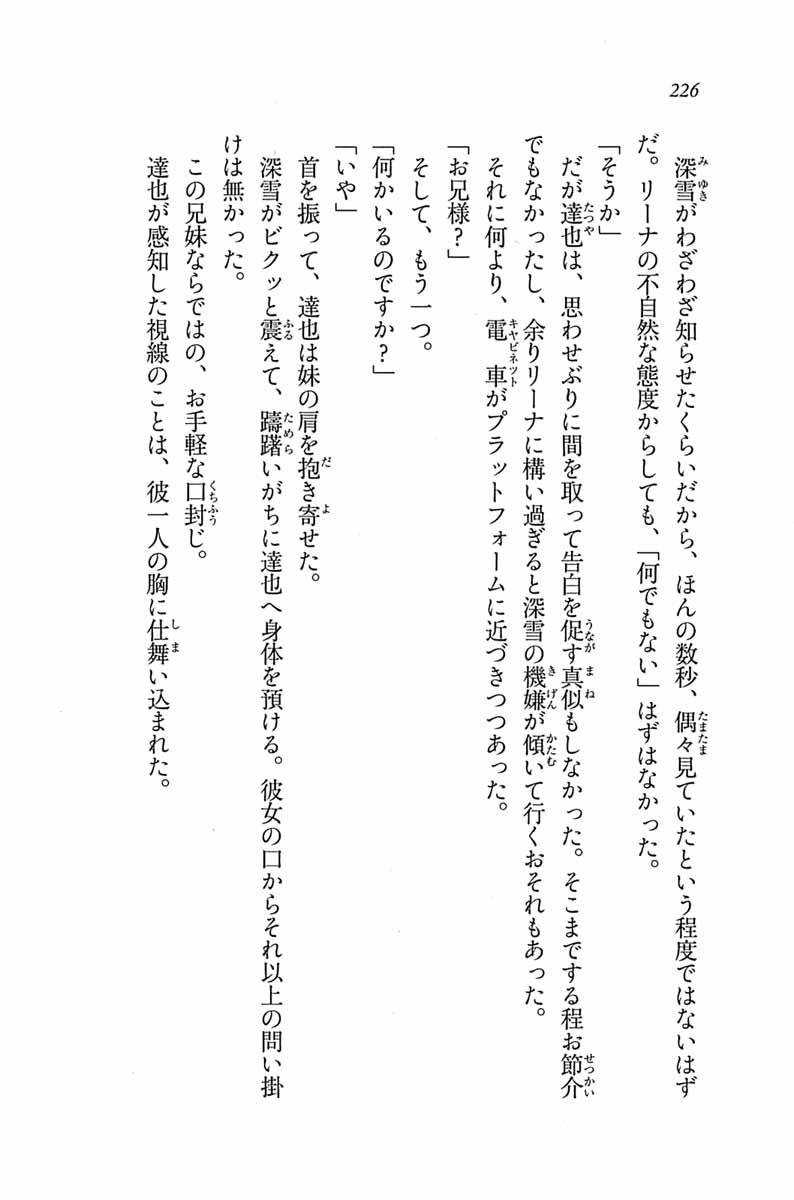 226
深雪がわざわざ知らせたくらいだから、ほんの数秒、偶々見ていたという程度ではないはず
だ。リーナの不自然な態度からしても、「何でもない」はずはなかった。
「そうか」
だが達也は、思わせぶりに間を取って告白を促す真似もしなかった。そこまでする程お節介
でもなかったし、余りリーナに構い過ぎると深雪の機嫌が傾いて行くおそれもあった。
それに何より、電車がプラットフォームに近づきつつあった。
「お兄様？」
そして、もう一つ。
「何かいるのですか？」
「いや」
首を振って、達也は妹の肩を抱き寄せた。
深雪がビクッと震えて、躊躇いがちに達也へ身体を預ける。彼女の口からそれ以上の問い掛
けは無かった。
この兄妹ならではの、お手軽な口封じ。
達也が感知した視線のことは、彼一人の胸に仕舞い込まれた。